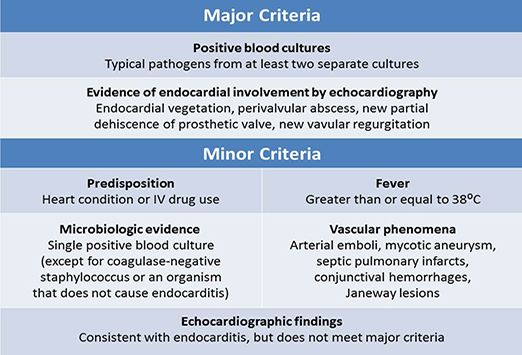 Major Criteria
Positive blood cultures
Typical pathogens from at least two separate cultures
Evidence of endocardial involvement by echocardiography
Endocardial vegetation, perivalvular abscess, new partial
dehiscence of prosthetic valve, new vavular regurgitation
Minor Criteria
Predisposition
Heart condition or IV drug use
Fever
Greater than or equal to 38⁰C
Microbiologic evidence
Single positive blood culture
(except for coagulase-negative
staphylococcus or an organism
that does not cause endocarditis)
Vascular phenomena
Arterial emboli, mycotic aneurysm,
septic pulmonary infarcts,
conjunctival hemorrhages,
Janeway lesions
Echocardiographic findings
Consistent with endocarditis, but does not meet major criteria